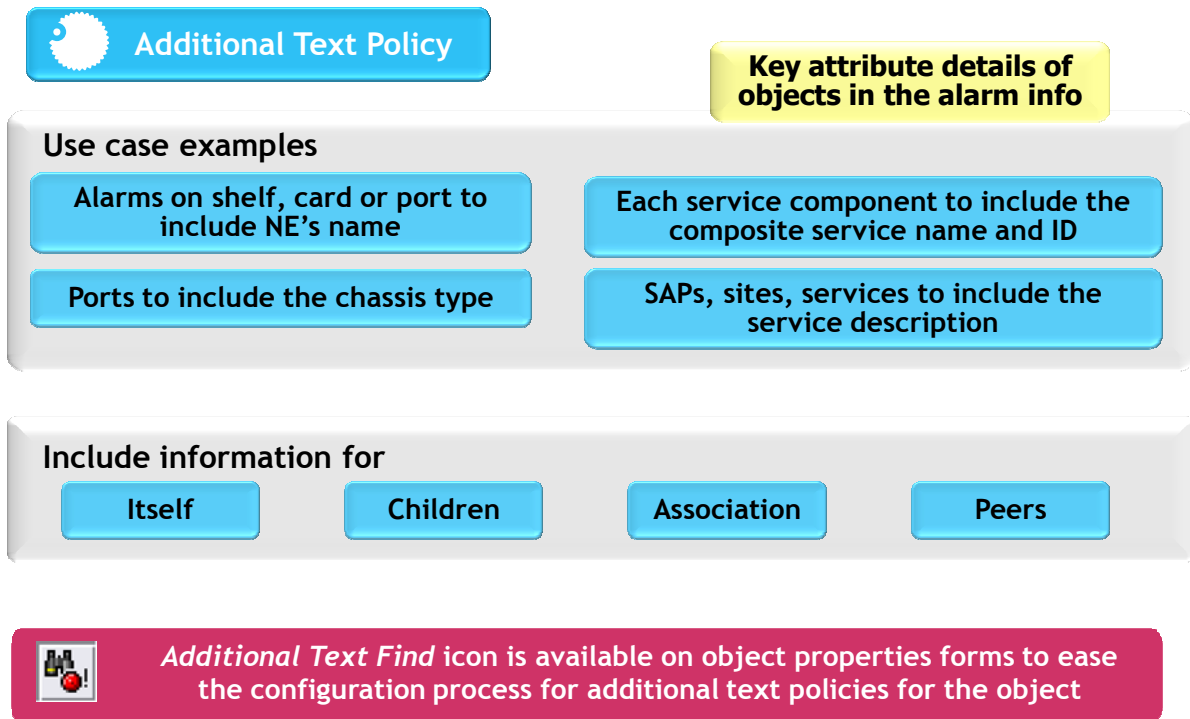 Additional Text Policy
Key attribute details of
objects in the alarm info
Use case examples
Alarms on shelf, card or port to
include NE’s name
Each service component to include the
composite service name and ID
Ports to include the chassis type
SAPs, sites, services to include the
service description
Include information for
Itself
Children
Association
Peers
Additional Text Find icon is available on object properties forms to ease
the configuration process for additional text policies for the object